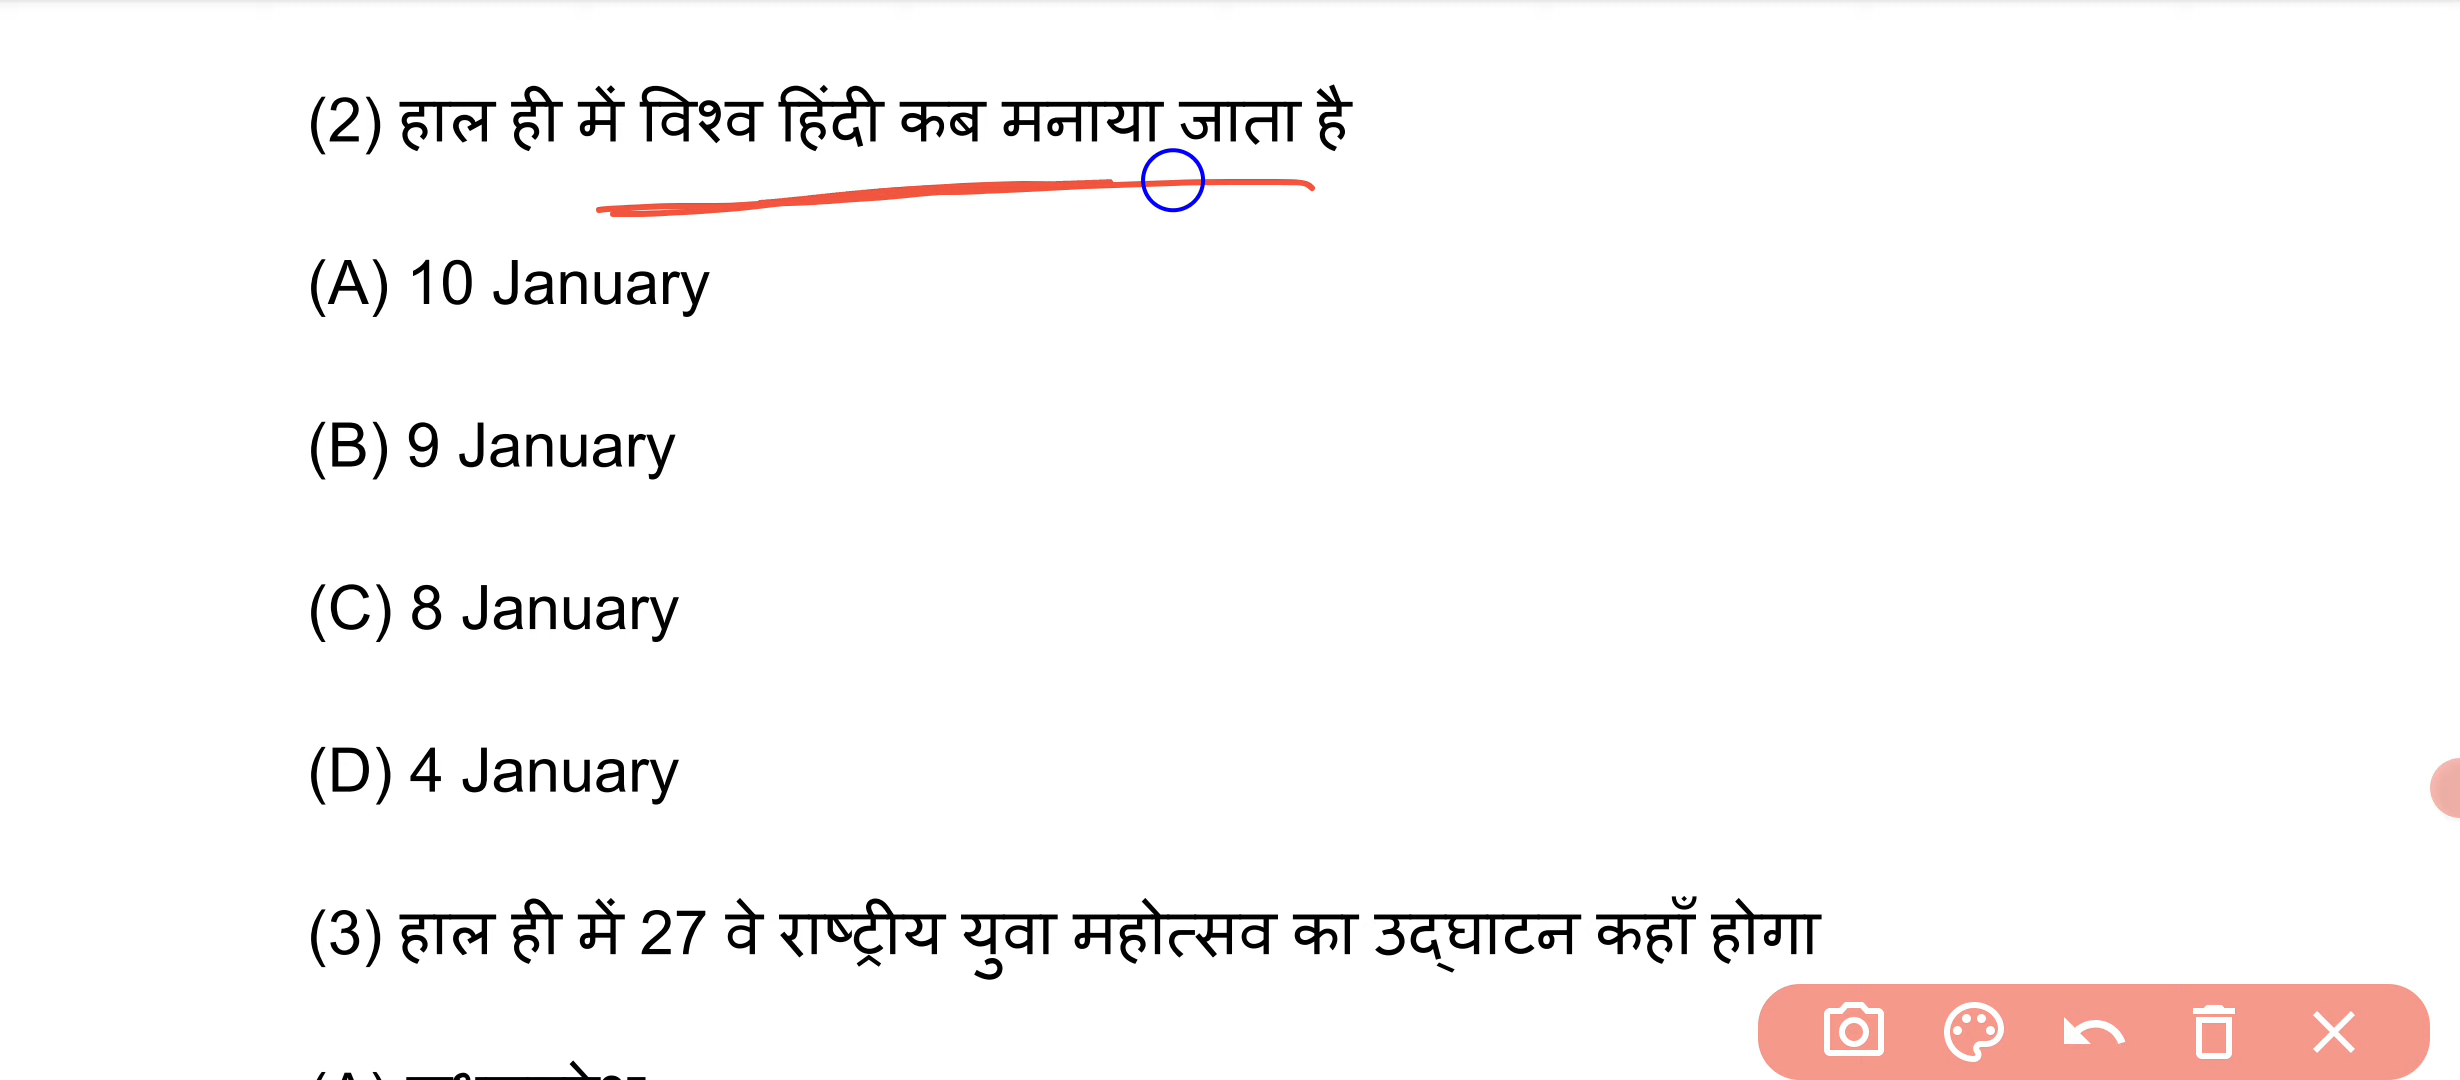 (2) हाल ही में विश्व हिंदी कब मनाया जाता है
(A) 10 January
(B) 9 January
(C) 8 January
(D) 4 January
(3) हाल ही में 27 वे राष्ट्रीय युवा महोत्सव का उद्घाटन कहाँ होगा